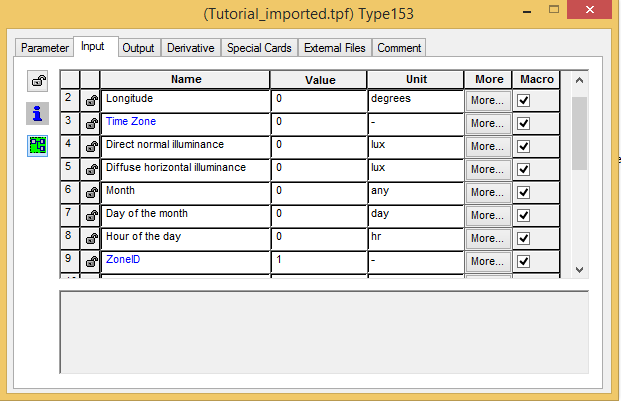 (Tutorial_imported.tpf) Type153
Parameter Input Output Derivative Special Cards External Files Comment
Name Value Unit More Macro
2 Longitude 0 degrees More...
3 Time Zone 0 - More...
4 Direct normal illuminance 0 lux More...
5 Diffuse horizontal illuminance 0 lux More...
6 Month 0 any More...
7 Day of the month 0 day More...
8 Hour of the day 0 hr More...
9 ZoneID 1 - More...